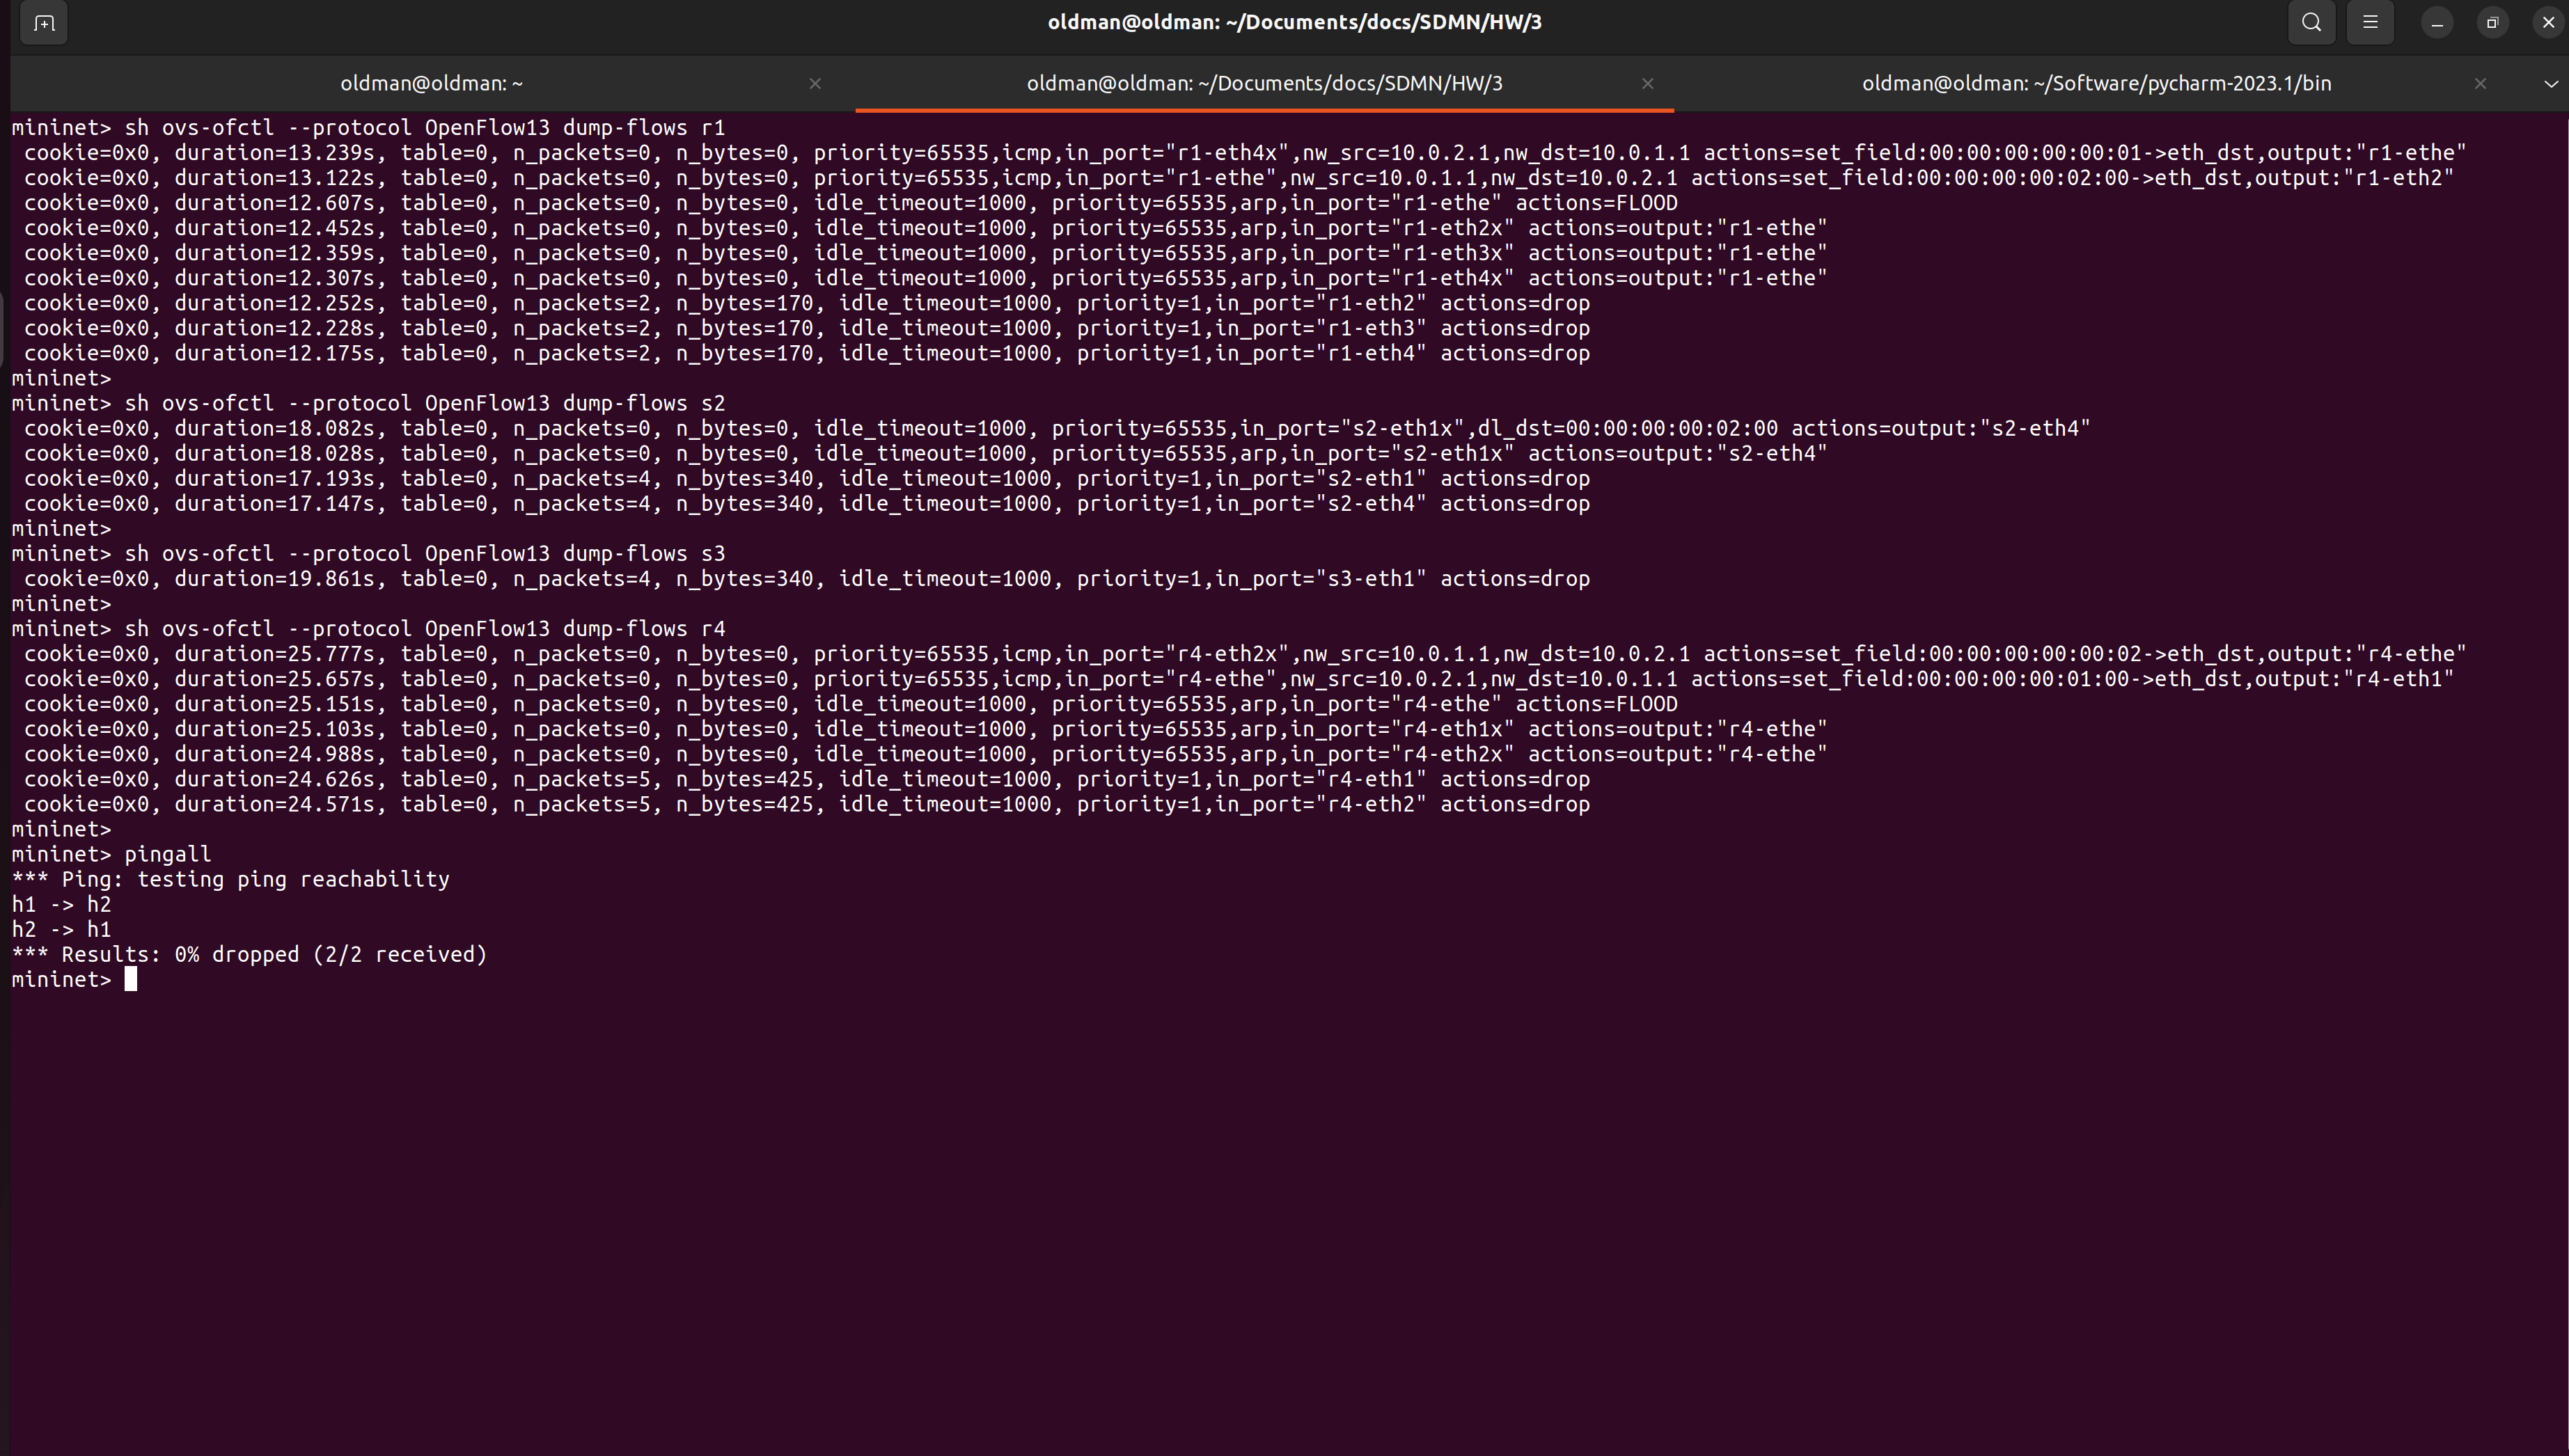 oldman@oldman: ~/Documents/docs/SDMN/HW/3
oldman@oldman: ~
oldman@oldman: ~/Documents/docs/SDMN/HW/3
oldman@oldman: ~/Software/pycharm-2023.1/bin
mininet> sh ovs-ofctl --protocol OpenFlow13 dump-flows r1
 cookie=0x0, duration=13.239s, table=0, n_packets=0, n_bytes=0, priority=65535,icmp,in_port="r1-eth4x",nw_src=10.0.2.1,nw_dst=10.0.1.1 actions=set_field:00:00:00:00:00:01->eth_dst,output:"r1-ethe"
 cookie=0x0, duration=13.122s, table=0, n_packets=0, n_bytes=0, priority=65535,icmp,in_port="r1-ethe",nw_src=10.0.1.1,nw_dst=10.0.2.1 actions=set_field:00:00:00:00:02:00->eth_dst,output:"r1-eth2"
 cookie=0x0, duration=12.607s, table=0, n_packets=0, n_bytes=0, idle_timeout=1000, priority=65535,arp,in_port="r1-ethe" actions=FLOOD
 cookie=0x0, duration=12.452s, table=0, n_packets=0, n_bytes=0, idle_timeout=1000, priority=65535,arp,in_port="r1-eth2x" actions=output:"r1-ethe"
 cookie=0x0, duration=12.359s, table=0, n_packets=0, n_bytes=0, idle_timeout=1000, priority=65535,arp,in_port="r1-eth3x" actions=output:"r1-ethe"
 cookie=0x0, duration=12.307s, table=0, n_packets=0, n_bytes=0, idle_timeout=1000, priority=65535,arp,in_port="r1-eth4x" actions=output:"r1-ethe"
 cookie=0x0, duration=12.252s, table=0, n_packets=2, n_bytes=170, idle_timeout=1000, priority=1,in_port="r1-eth2" actions=drop
 cookie=0x0, duration=12.228s, table=0, n_packets=2, n_bytes=170, idle_timeout=1000, priority=1,in_port="r1-eth3" actions=drop
 cookie=0x0, duration=12.175s, table=0, n_packets=2, n_bytes=170, idle_timeout=1000, priority=1,in_port="r1-eth4" actions=drop
mininet>
mininet> sh ovs-ofctl --protocol OpenFlow13 dump-flows s2
 cookie=0x0, duration=18.082s, table=0, n_packets=0, n_bytes=0, idle_timeout=1000, priority=65535,in_port="s2-eth1x",dl_dst=00:00:00:00:02:00 actions=output:"s2-eth4"
 cookie=0x0, duration=18.028s, table=0, n_packets=0, n_bytes=0, idle_timeout=1000, priority=65535,arp,in_port="s2-eth1x" actions=output:"s2-eth4"
 cookie=0x0, duration=17.193s, table=0, n_packets=4, n_bytes=340, idle_timeout=1000, priority=1,in_port="s2-eth1" actions=drop
 cookie=0x0, duration=17.147s, table=0, n_packets=4, n_bytes=340, idle_timeout=1000, priority=1,in_port="s2-eth4" actions=drop
mininet>
mininet> sh ovs-ofctl --protocol OpenFlow13 dump-flows s3
 cookie=0x0, duration=19.861s, table=0, n_packets=4, n_bytes=340, idle_timeout=1000, priority=1,in_port="s3-eth1" actions=drop
mininet>
mininet> sh ovs-ofctl --protocol OpenFlow13 dump-flows r4
 cookie=0x0, duration=25.777s, table=0, n_packets=0, n_bytes=0, priority=65535,icmp,in_port="r4-eth2x",nw_src=10.0.1.1,nw_dst=10.0.2.1 actions=set_field:00:00:00:00:00:02->eth_dst,output:"r4-ethe"
 cookie=0x0, duration=25.657s, table=0, n_packets=0, n_bytes=0, priority=65535,icmp,in_port="r4-ethe",nw_src=10.0.2.1,nw_dst=10.0.1.1 actions=set_field:00:00:00:00:01:00->eth_dst,output:"r4-eth1"
 cookie=0x0, duration=25.151s, table=0, n_packets=0, n_bytes=0, idle_timeout=1000, priority=65535,arp,in_port="r4-ethe" actions=FLOOD
 cookie=0x0, duration=25.103s, table=0, n_packets=0, n_bytes=0, idle_timeout=1000, priority=65535,arp,in_port="r4-eth1x" actions=output:"r4-ethe"
 cookie=0x0, duration=24.988s, table=0, n_packets=0, n_bytes=0, idle_timeout=1000, priority=65535,arp,in_port="r4-eth2x" actions=output:"r4-ethe"
 cookie=0x0, duration=24.626s, table=0, n_packets=5, n_bytes=425, idle_timeout=1000, priority=1,in_port="r4-eth1" actions=drop
 cookie=0x0, duration=24.571s, table=0, n_packets=5, n_bytes=425, idle_timeout=1000, priority=1,in_port="r4-eth2" actions=drop
mininet>
mininet> pingall
*** Ping: testing ping reachability
h1 -> h2
h2 -> h1
*** Results: 0% dropped (2/2 received)
mininet>